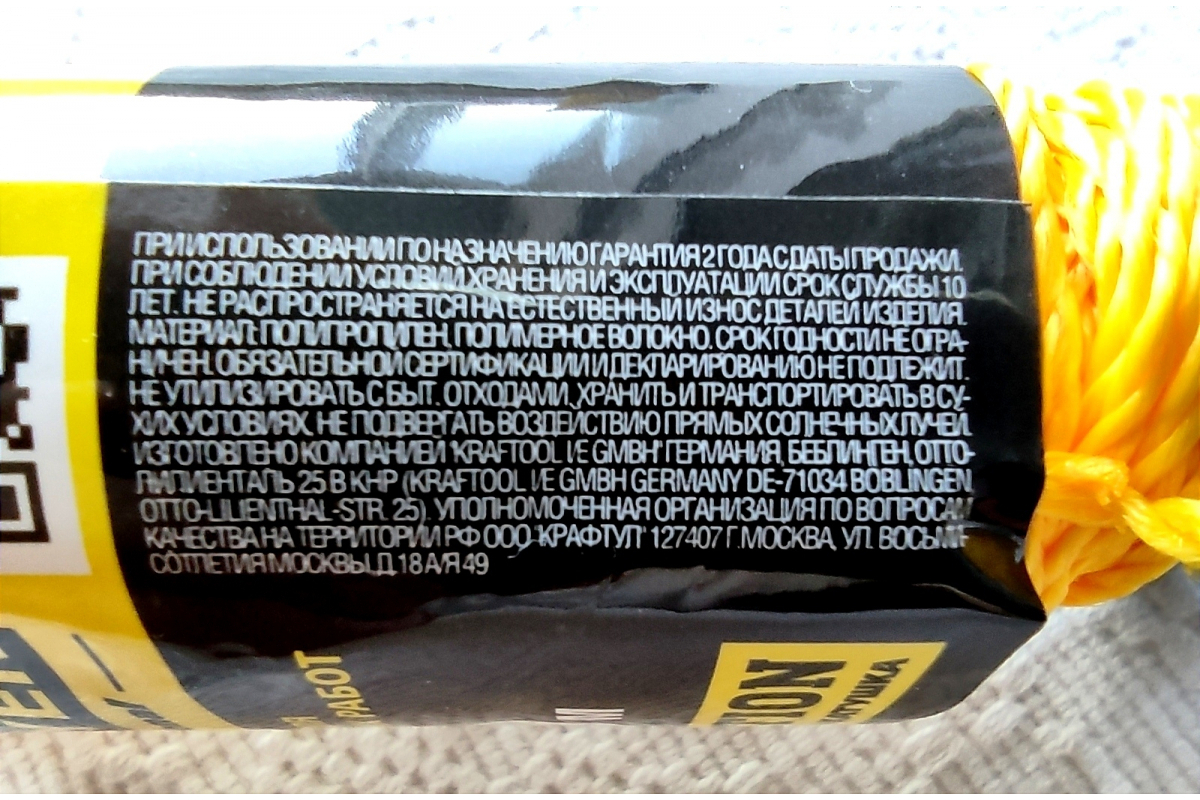 ПРИ ИСПОЛЬЗОВАНИИ ПО НАЗНАЧЕНИЮ ГАРАНТИЯ 2 ГОДА С ДАТЫ ПРОДАЖИ.
ПРИ СОБЛЮДЕНИИ УСЛОВИЙ ХРАНЕНИЯ И ЭКСПЛУАТАЦИИ СРОК СЛУЖБЫ 10
ЛЕТ. НЕ РАСПРОСТРАНЯЕТСЯ НА ЕСТЕСТВЕННЫЙ ИЗНОС ДЕТАЛЕЙ ИЗДЕЛИЯ.
МАТЕРИАЛ: ПОЛИПРОПИЛЕН, ПОЛИМЕРНОЕ ВОЛОКНО. СРОК ГОДНОСТИ НЕ ОГРА-
НИЧЕН. ОБЯЗАТЕЛЬНОЙ СЕРТИФИКАЦИИ И ДЕКЛАРИРОВАНИЮ НЕ ПОДЛЕЖИТ.
НЕ УТИЛИЗИРОВАТЬ С БЫТ. ОТХОДАМИ. ХРАНИТЬ И ТРАНСПОРТИРОВАТЬ В СУ-
ХИХ УСЛОВИЯХ. НЕ ПОДВЕРГАТЬ ВОЗДЕЙСТВИЮ ПРЯМЫХ СОЛНЕЧНЫХ ЛУЧЕЙ.
ИЗГОТОВЛЕНО КОМПАНИЕЙ "KRAFTOOL I/E GMBH" ГЕРМАНИЯ, БЕБЛИНГЕН, ОТТО-
ЛИЛИЕНТАЛЬ 25 В КНР (KRAFTOOL I/E GMBH GERMANY DE-71034 BOBLINGEN
OTTO-LILIENTHAL-STR. 25). УПОЛНОМОЧЕННАЯ ОРГАНИЗАЦИЯ ПО ВОПРОСАМ
КАЧЕСТВА НА ТЕРРИТОРИИ РФ ООО "КРАФТУЛ" 127407 Г.МОСКВА, УЛ. ВОСЬМИ-
СОТЛЕТИЯ МОСКВЫ, Д. 18 А/Я 49
РАБОТ